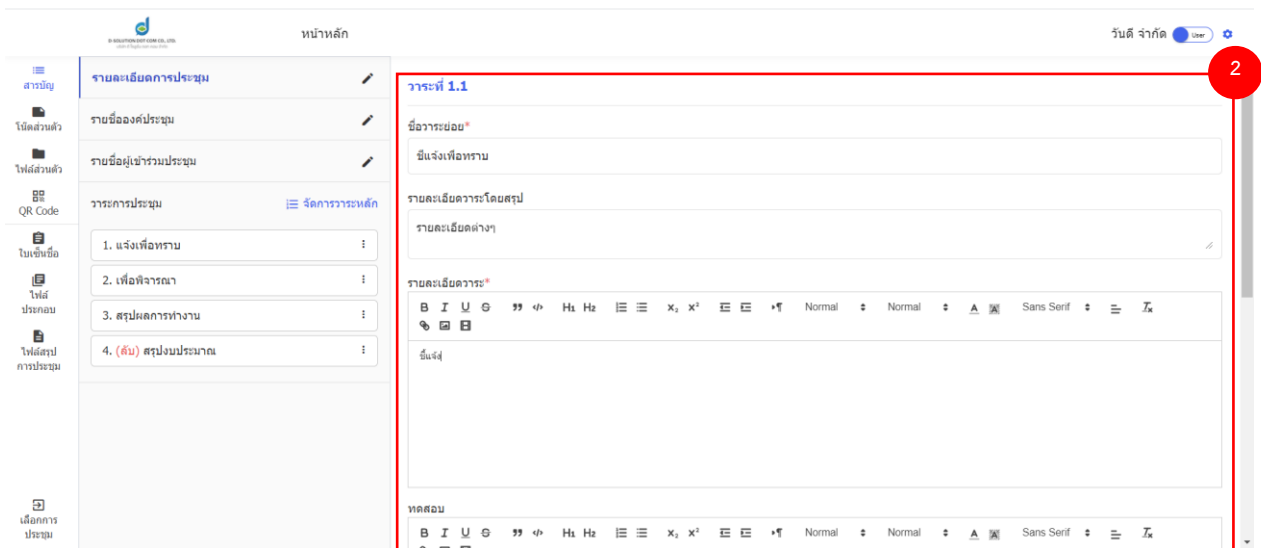 D-SOLUTION DOT COM CO., LTD.
หน้าหลัก
วันดี จำกัด
User
2
สารบัญ
โน้ตส่วนตัว
ไฟล์ส่วนตัว
QR Code
ใบเซ็นชื่อ
ไฟล์
ประกอบ
ไฟล์สรุป
การประชุม
เลือกการ
ประชุม
รายละเอียดการประชุม
รายชื่อองค์ประชุม
รายชื่อผู้เข้าร่วมประชุม
วาระการประชุม
จัดการวาระหลัก
1. แจ้งเพื่อทราบ
2. เพื่อพิจารณา
3. สรุปผลการทำงาน
4. (ลับ) สรุปงบประมาณ
วาระที่ 1.1
ชื่อวาระย่อย*
ชี้แจ้งเพื่อทราบ
รายละเอียดวาระโดยสรุป
รายละเอียดต่างๆ
รายละเอียดวาระ*
B I U S H1 H2 X2 X² Normal Normal A A Sans Serif Tx
ชี้แจ้ง
ทดสอบ
B I U S H1 H2 X2 X² Normal Normal A A Sans Serif Tx